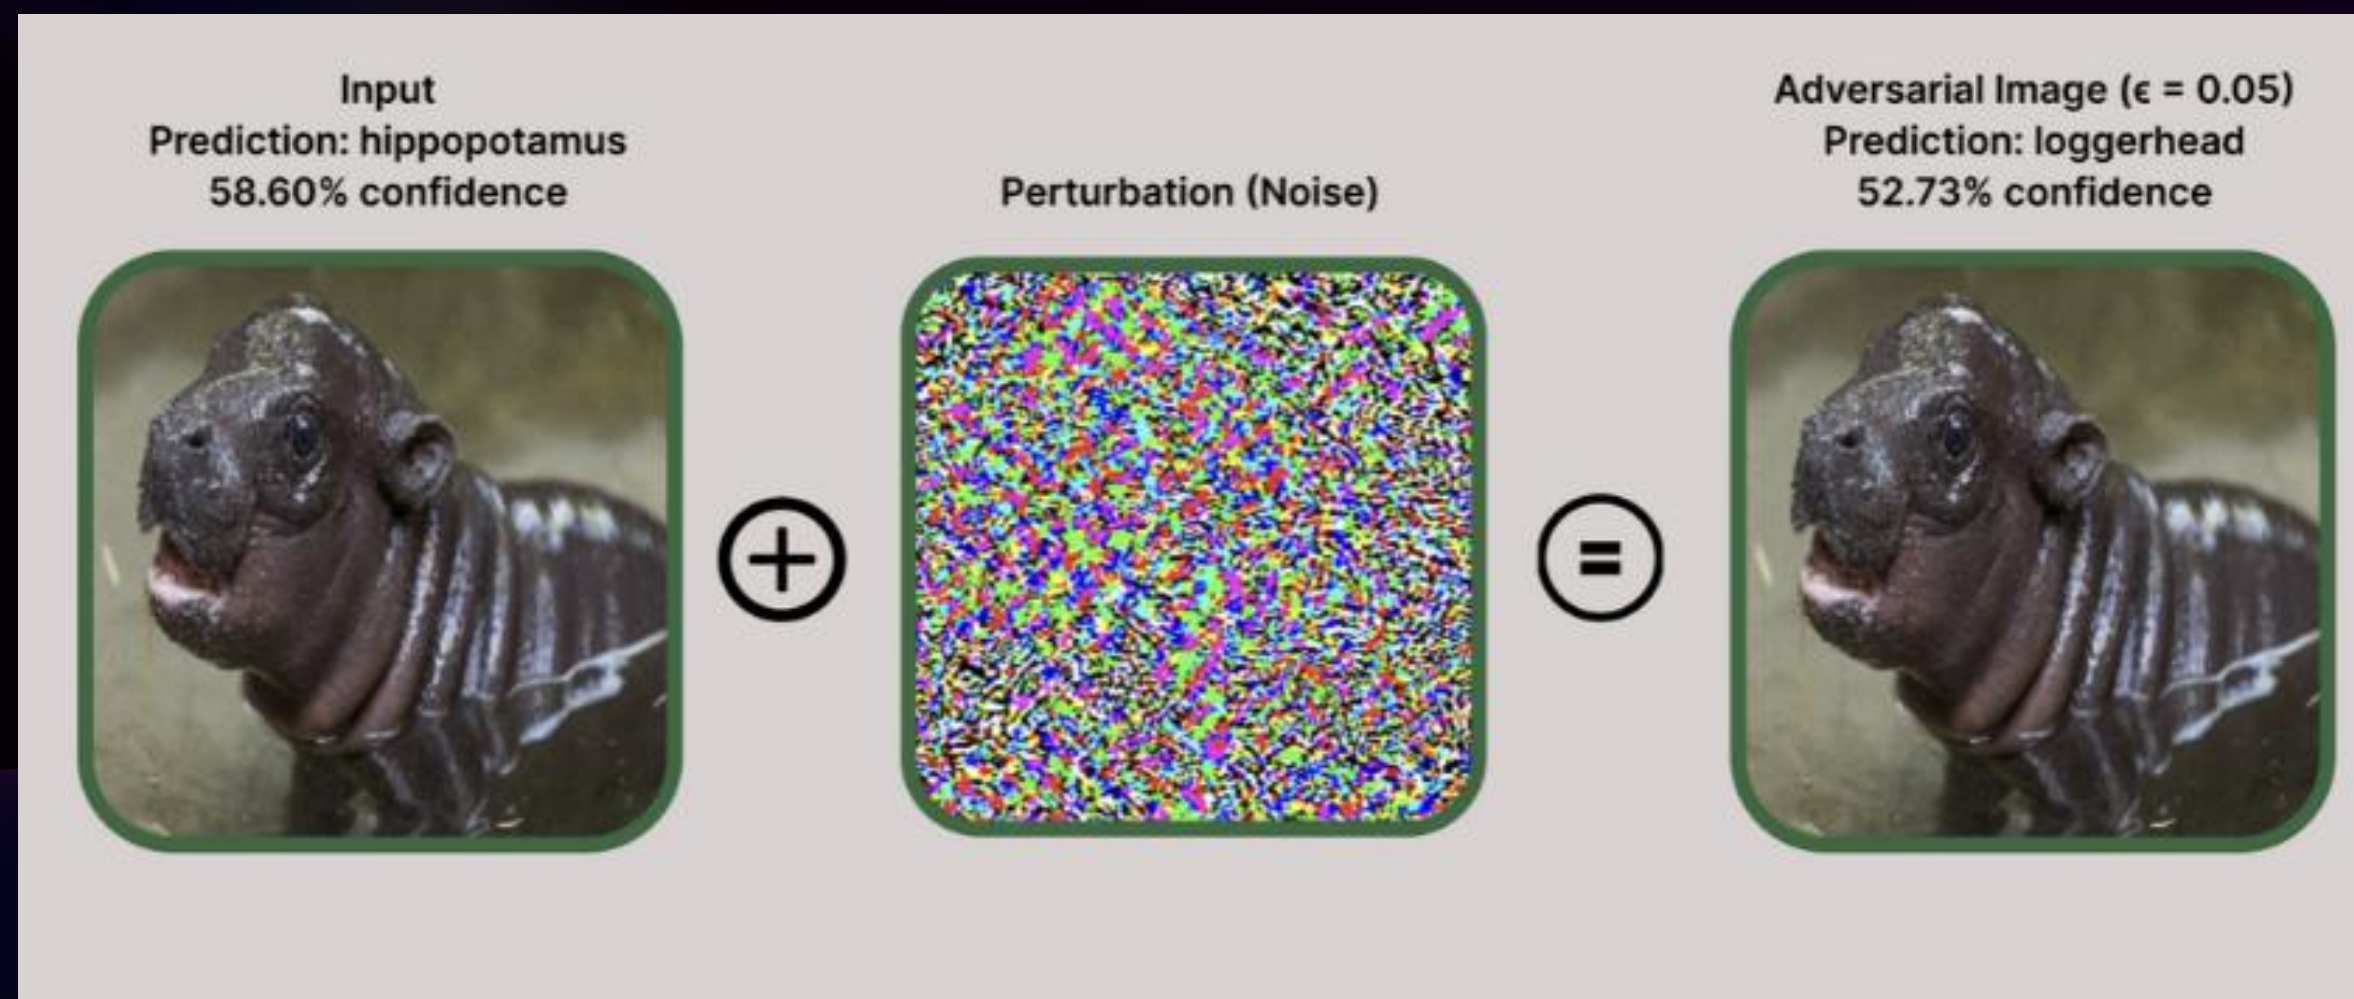 Input
Prediction: hippopotamus
58.60% confidence
Perturbation (Noise)
Adversarial Image (ϵ = 0.05)
Prediction: loggerhead
52.73% confidence